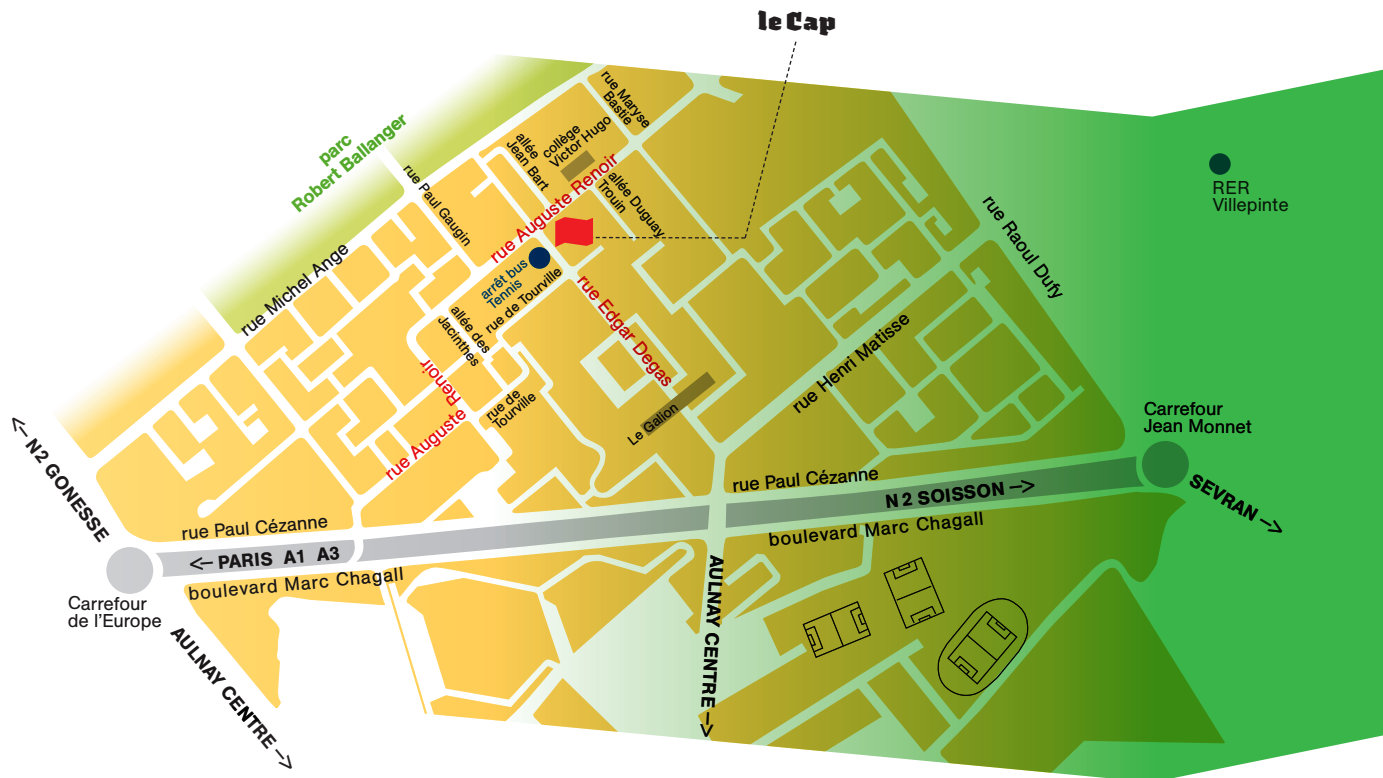 le Cap
rue Maryse
Bastie
collège
Victor Hugo
allée
Jean Bart
parc
Robert Ballanger
rue Paul Gaugin
rue Auguste Renoir
allée Duguay
Trouin
RER
Villepinte
rue Raoul Dufy
rue Michel Ange
arrêt bus
Tennis
rue de Tourville
allée des
Jacinthes
rue Edgar Degas
rue Henri Matisse
Renoir
rue Auguste
rue de
Tourville
Le Galion
Carrefour
Jean Monnet
<- N2 GONESSE
rue Paul Cézanne
N 2 SOISSON ->
SEVRAN ->
rue Paul Cézanne
boulevard Marc Chagall
<- PARIS A1 A3
boulevard Marc Chagall
Carrefour
de l'Europe
AULNAY CENTRE ->
AULNAY CENTRE ->